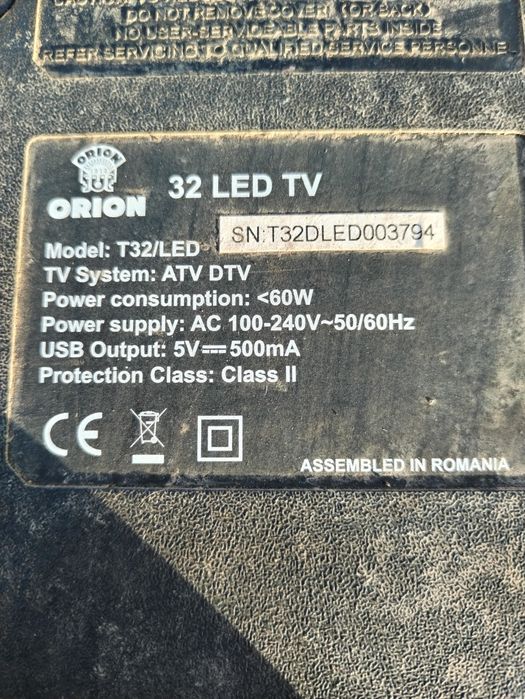 DO NOT REMOVE COVER ( OR BACK )
NO USER-SERVICEABLE PARTS INSIDE
REFER SERVICING TO QUALIFIED SERVICE PERSONNEL
ORION
ORION
32 LED TV
SN:T32DLED003794
Model: T32/LED
TV System: ATV DTV
Power consumption: <60W
Power supply: AC 100-240V~50/60Hz
USB Output: 5V⎓500mA
Protection Class: Class II
CE
ASSEMBLED IN ROMANIA